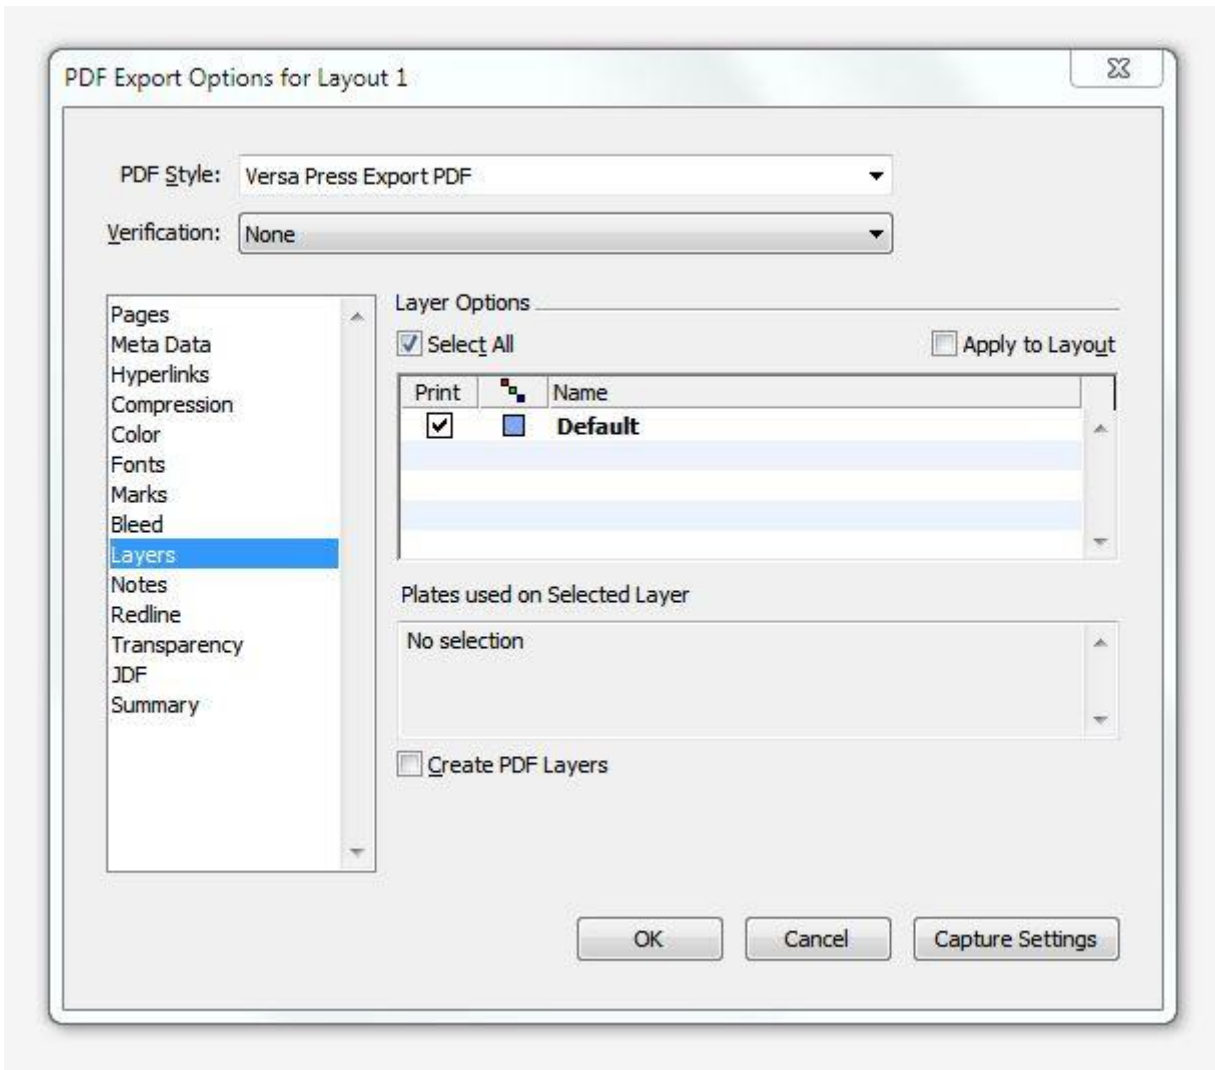 PDF Export Options for Layout 1
PDF Style: Versa Press Export PDF
Verification: None
Pages
Meta Data
Hyperlinks
Compression
Color
Fonts
Marks
Bleed
Layers
Notes
Redline
Transparency
JDF
Summary
Layer Options
Select All Apply to Layout
Print Name
Default
Plates used on Selected Layer
No selection
Create PDF Layers
OK Cancel Capture Settings